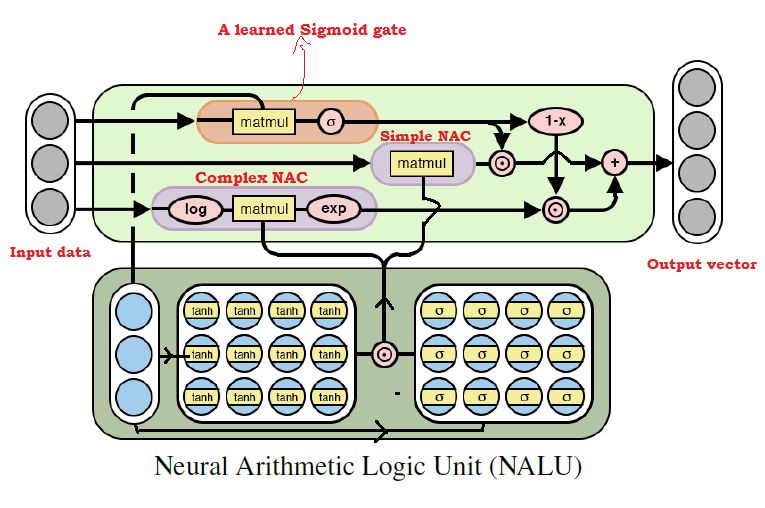 A learned Sigmoid gate
matmul σ 1-x
Simple NAC
matmul
+
Complex NAC
log matmul exp
Input data
Output vector
tanh tanh tanh tanh σ σ σ σ
tanh tanh tanh tanh σ σ σ σ
tanh tanh tanh tanh σ σ σ σ
Neural Arithmetic Logic Unit (NALU)